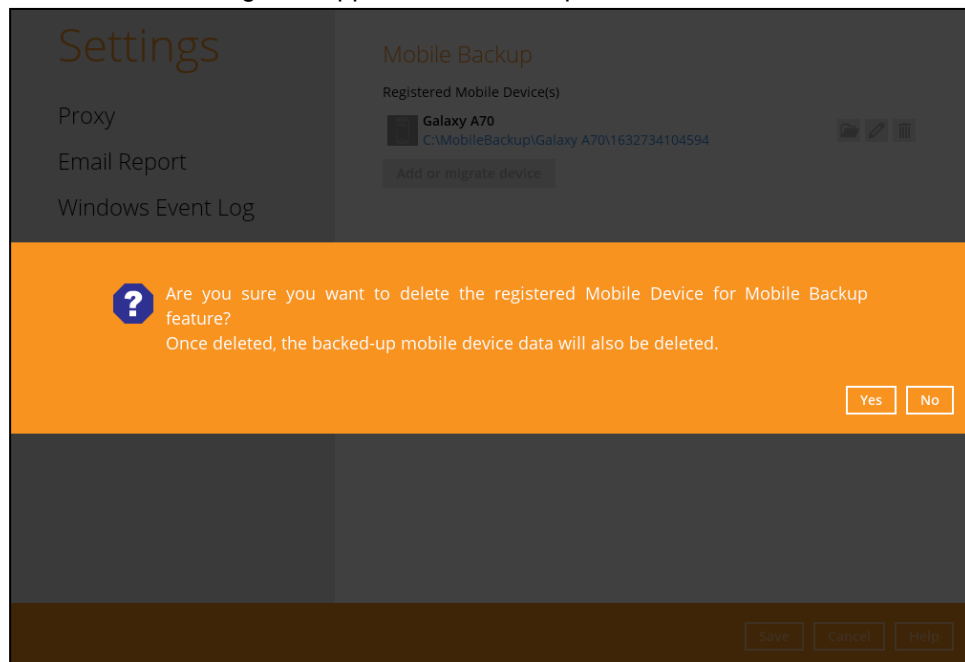 Settings
Mobile Backup
Registered Mobile Device(s)
Proxy
Galaxy A70
C:\MobileBackup\Galaxy A70\1632734104594
Email Report
Add or migrate device
Windows Event Log
?
Are you sure you want to delete the registered Mobile Device for Mobile Backup
feature?
Once deleted, the backed-up mobile device data will also be deleted.
Yes No
Save Cancel Help